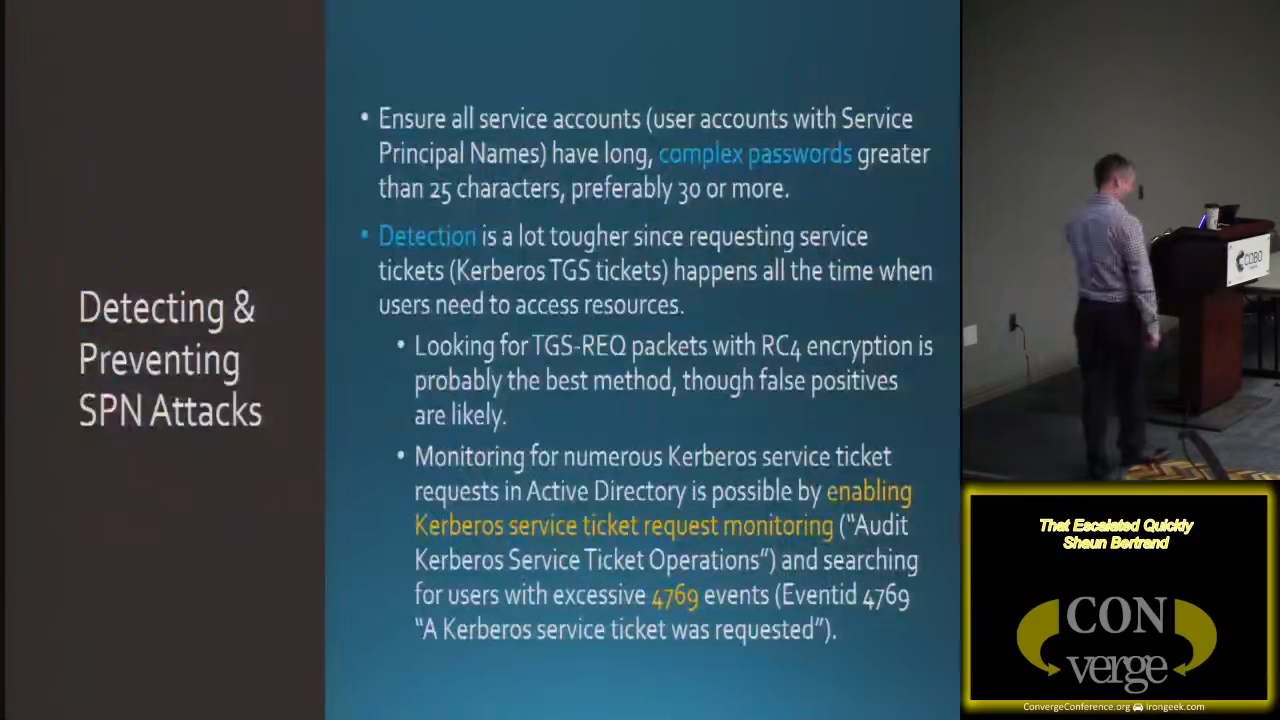 Detecting &
Preventing
SPN Attacks
• Ensure all service accounts (user accounts with Service
Principal Names) have long, complex passwords greater
than 25 characters, preferably 30 or more.
• Detection is a lot tougher since requesting service
tickets (Kerberos TGS tickets) happens all the time when
users need to access resources.
• Looking for TGS-REQ packets with RC4 encryption is
probably the best method, though false positives
are likely.
• Monitoring for numerous Kerberos service ticket
requests in Active Directory is possible by enabling
Kerberos service ticket request monitoring ("Audit
Kerberos Service Ticket Operations") and searching
for users with excessive 4769 events (Eventid 4769
"A Kerberos service ticket was requested").
COBO
That Escalated Quickly
Shaun Bertrand
CON
verge
ConvergeConference.org irongeek.com